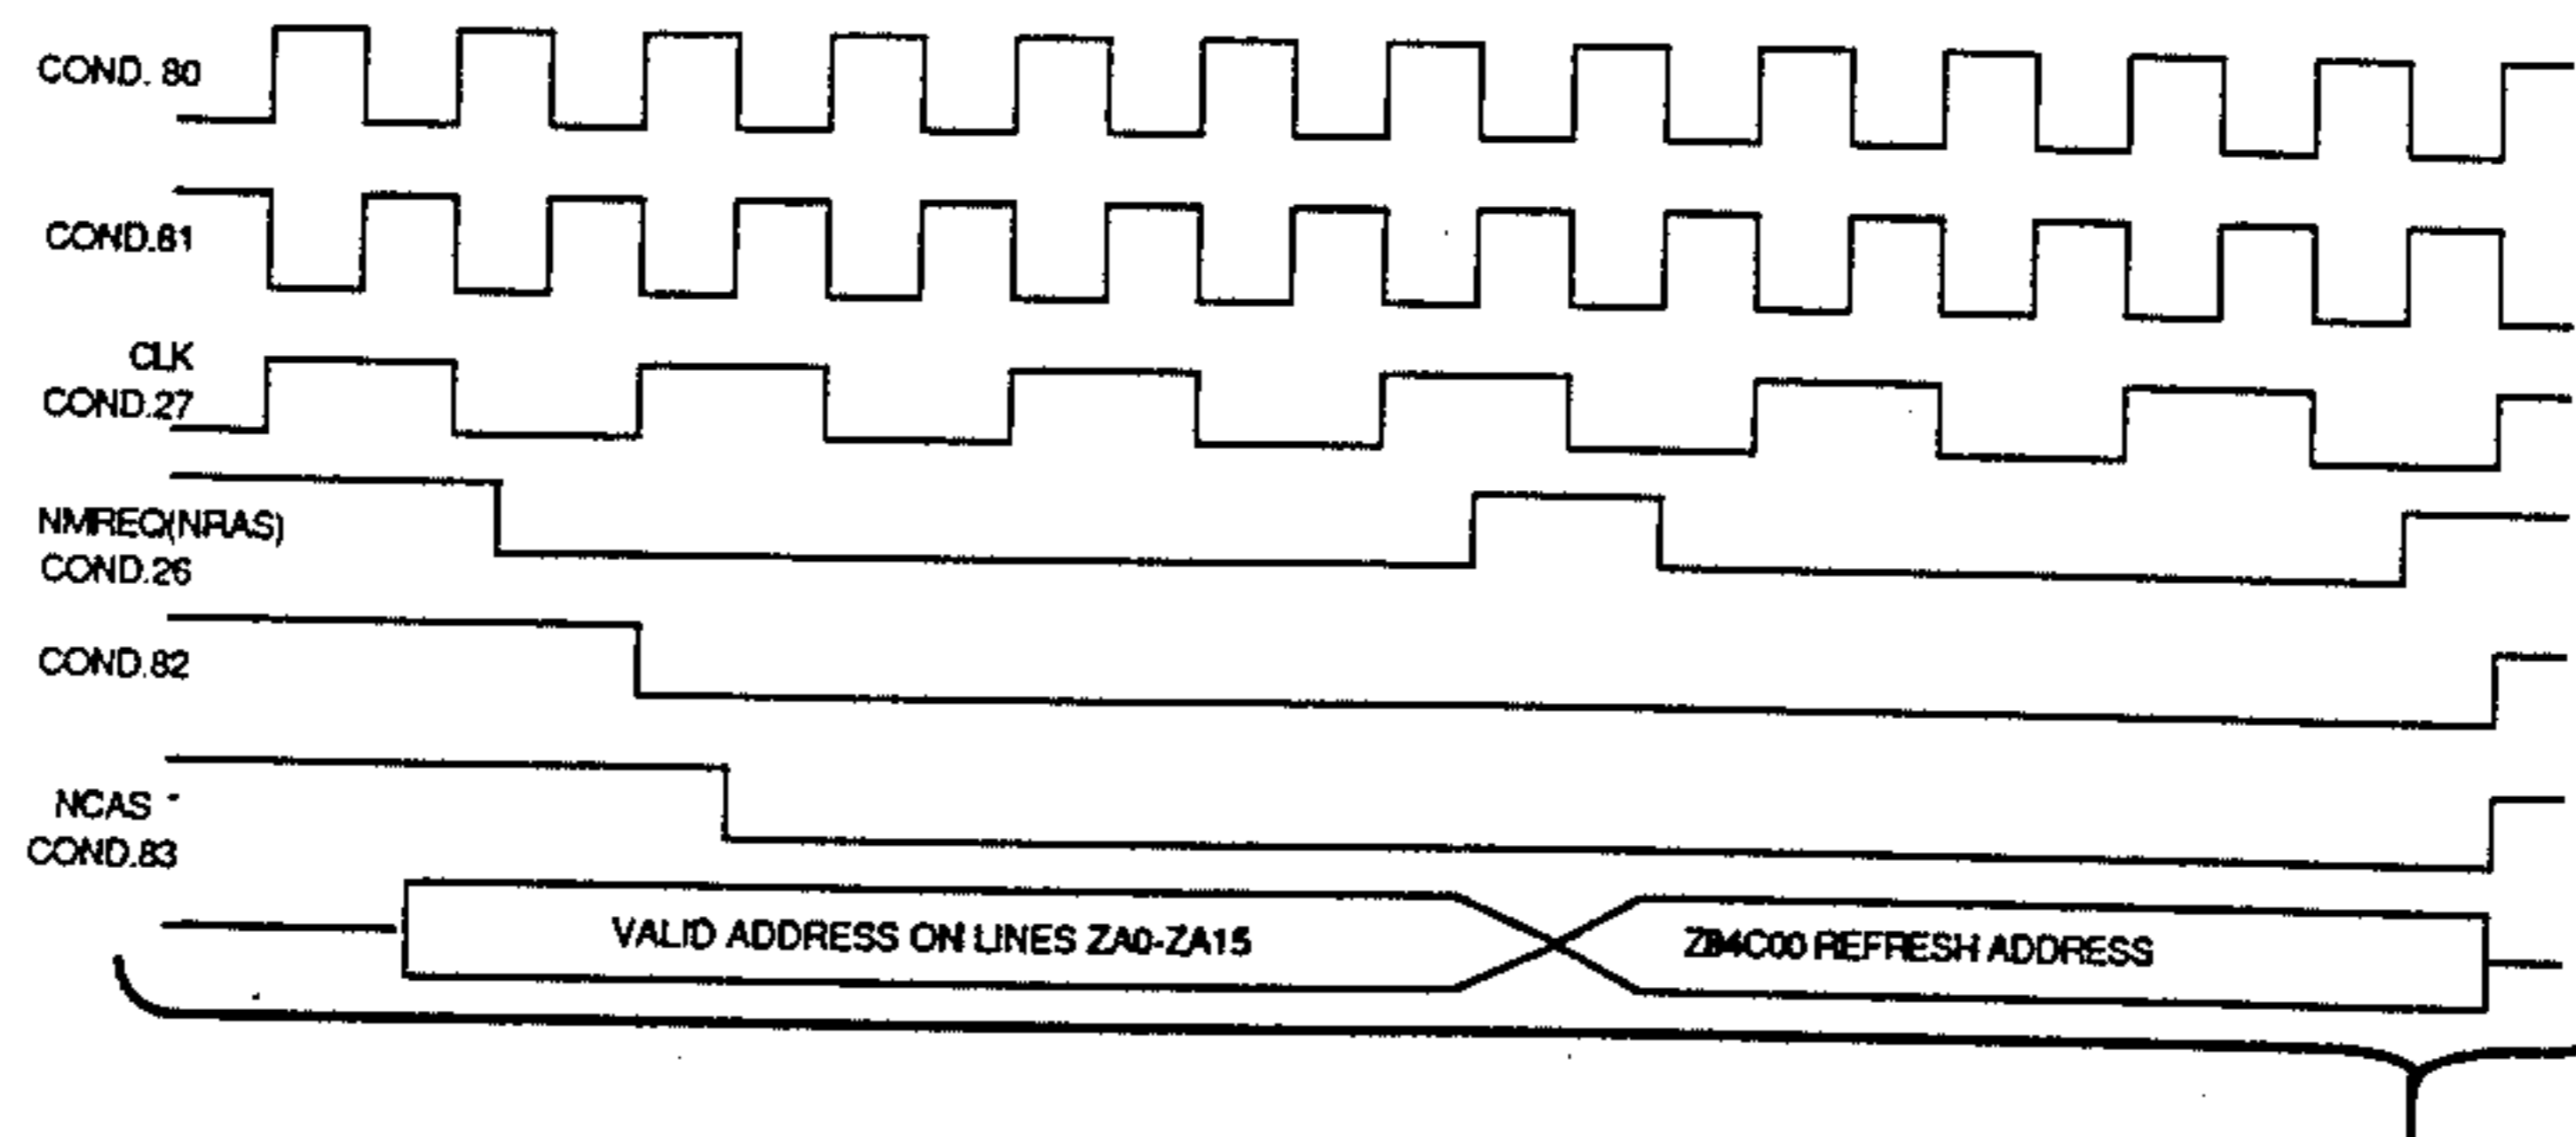 COND. 80
COND.81
CLK
COND.27
NMREQ(NRAS)
COND.26
COND.82
NCAS
COND.83
VALID ADDRESS ON LINES ZA0-ZA15
Z84C00 REFRESH ADDRESS